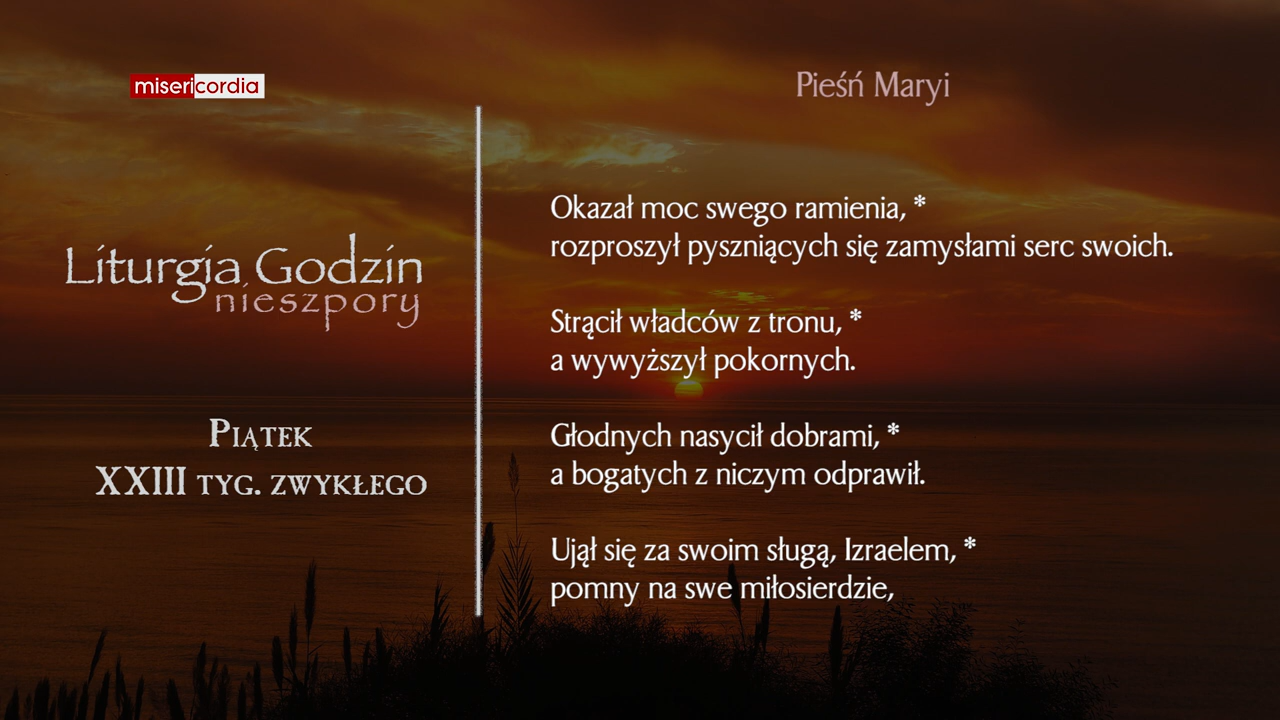 misericordia
Liturgia Godzin
nieszpory
Piątek
XXIII tyg. zwykłego
Pieśń Maryi
Okazał moc swego ramienia, *
rozproszył pyszniących się zamysłami serc swoich.
Strącił władców z tronu, *
a wywyższył pokornych.
Głodnych nasycił dobrami, *
a bogatych z niczym odprawił.
Ujął się za swoim sługą, Izraelem, *
pomny na swe miłosierdzie,